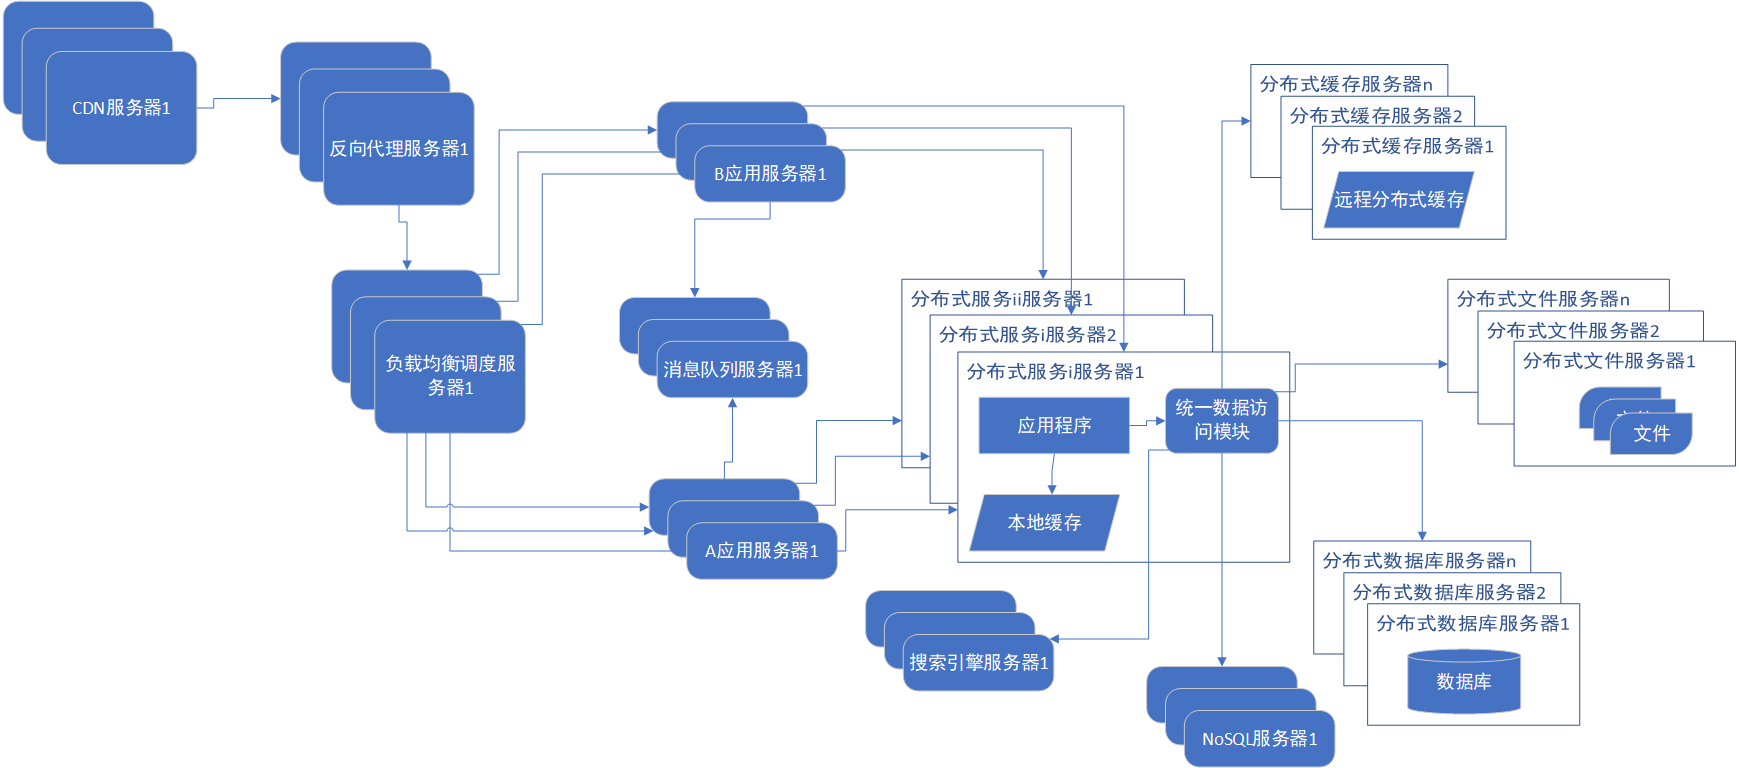 CDN服务器1
反向代理服务器1
负载均衡调度服
务器1
B应用服务器1
消息队列服务器1
A应用服务器1
分布式服务ii服务器1
分布式服务i服务器2
分布式服务i服务器1
应用程序
本地缓存
统一数据访
问模块
搜索引擎服务器1
NoSQL服务器1
分布式缓存服务器n
分布式缓存服务器2
分布式缓存服务器1
远程分布式缓存
分布式文件服务器n
分布式文件服务器2
分布式文件服务器1
文件
分布式数据库服务器n
分布式数据库服务器2
分布式数据库服务器1
数据库